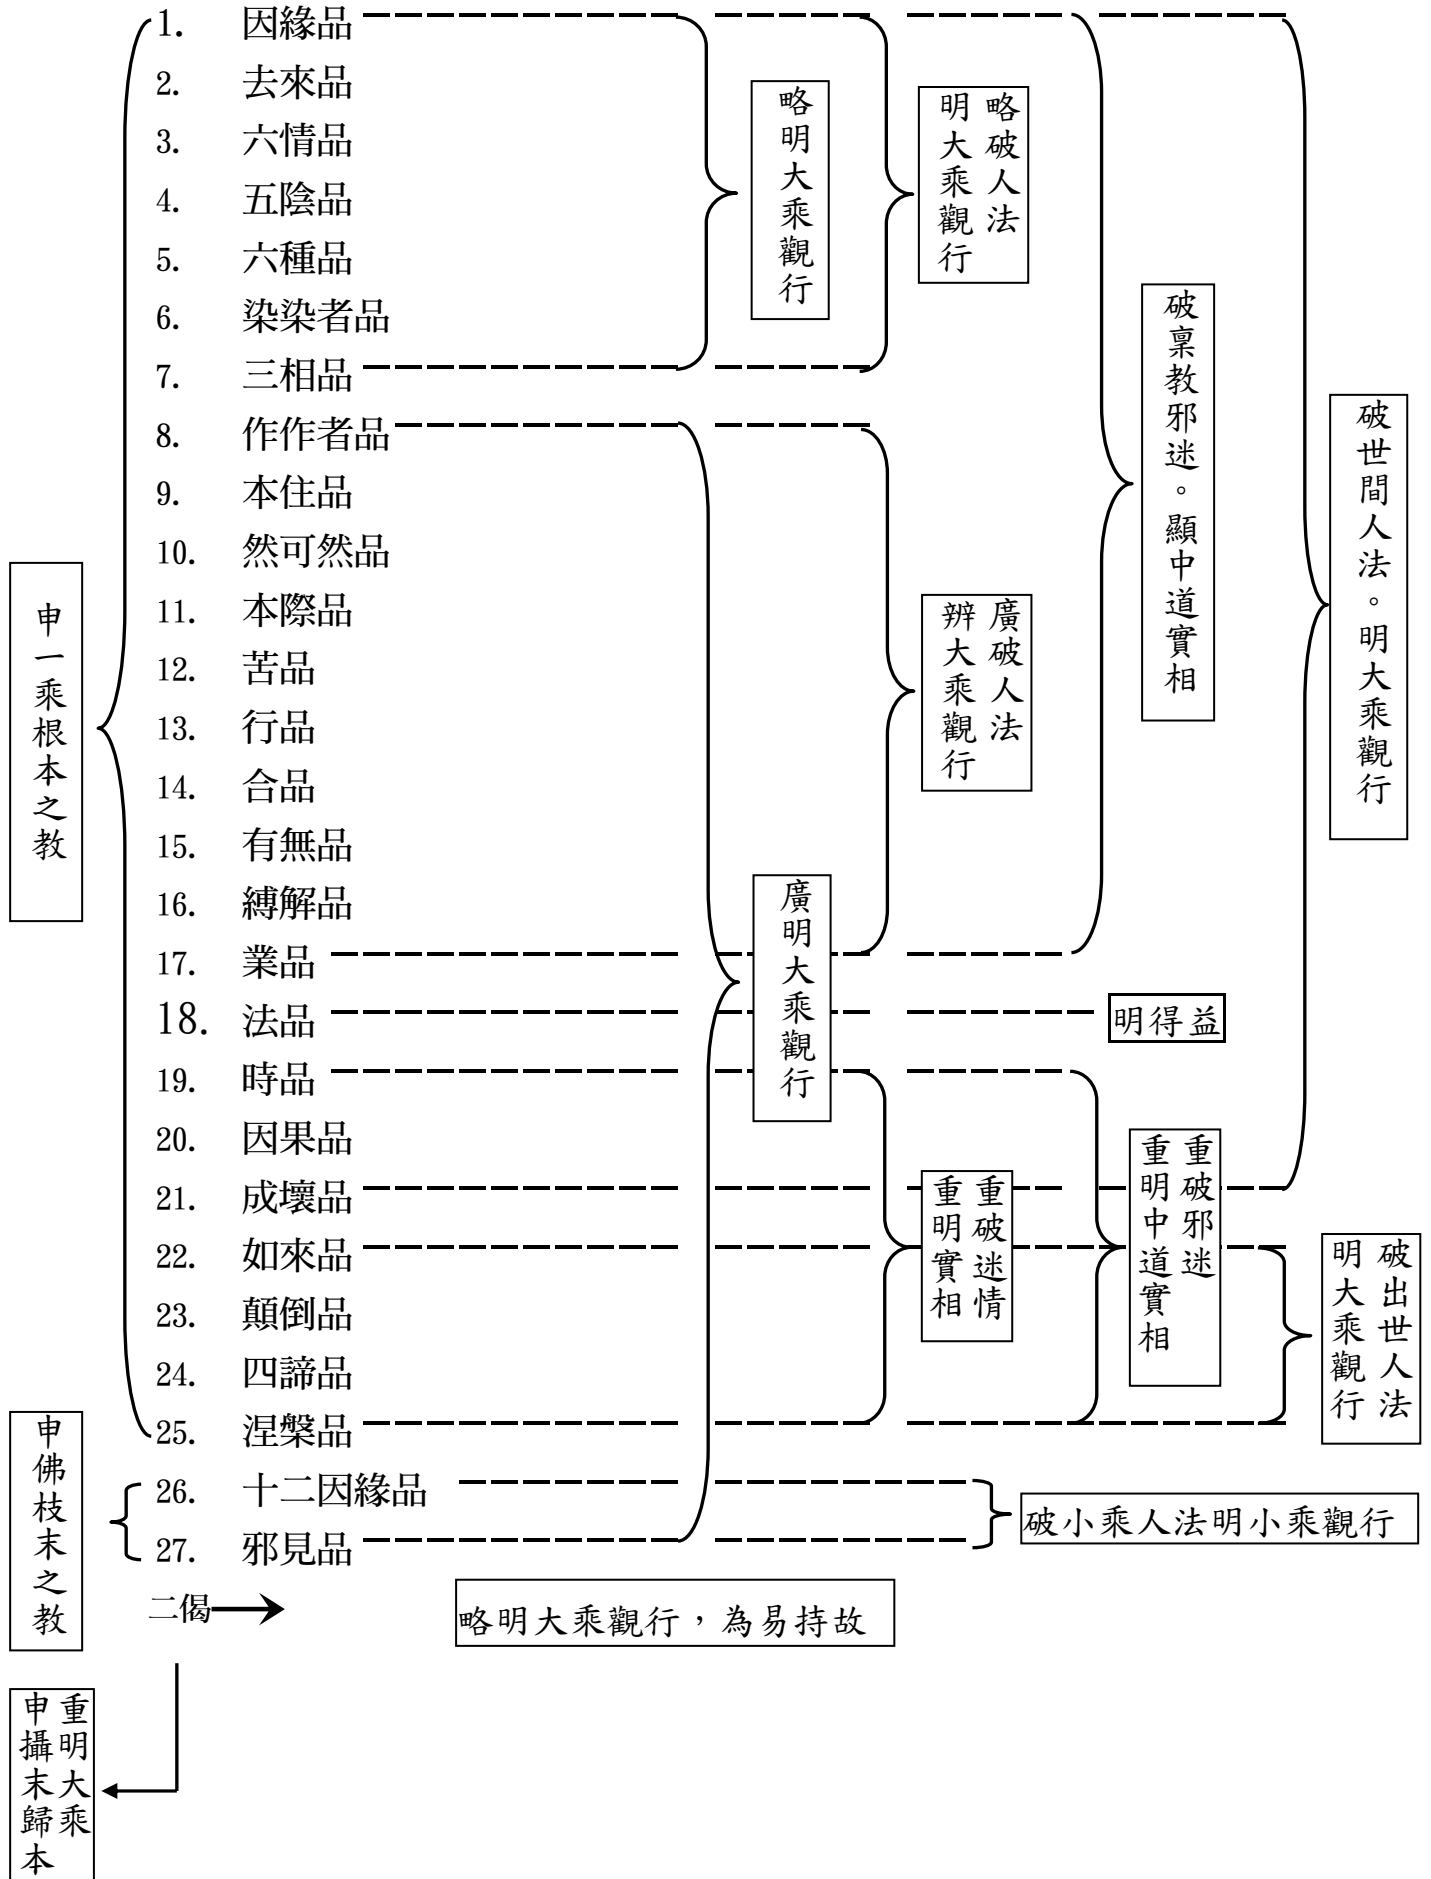 1. 因緣品
2. 去來品
3. 六情品
4. 五陰品
5. 六種品
6. 染染者品
7. 三相品
8. 作作者品
9. 本住品
10. 然可然品
11. 本際品
12. 苦品
13. 行品
14. 合品
15. 有無品
16. 縛解品
17. 業品
18. 法品
19. 時品
20. 因果品
21. 成壞品
22. 如來品
23. 顛倒品
24. 四諦品
25. 涅槃品
26. 十二因緣品
27. 邪見品
二偈
申一乘根本之教
申佛枝末之教
重明大乘
申攝末歸本
略明大乘觀行
廣明大乘觀行
略破人法
明大乘觀行
廣破人法
辨大乘觀行
重破迷情
重明實相
破稟教邪迷。顯中道實相
明得益
重破邪迷
重明中道實相
破世間人法。明大乘觀行
破出世人法
明大乘觀行
破小乘人法明小乘觀行
略明大乘觀行，為易持故